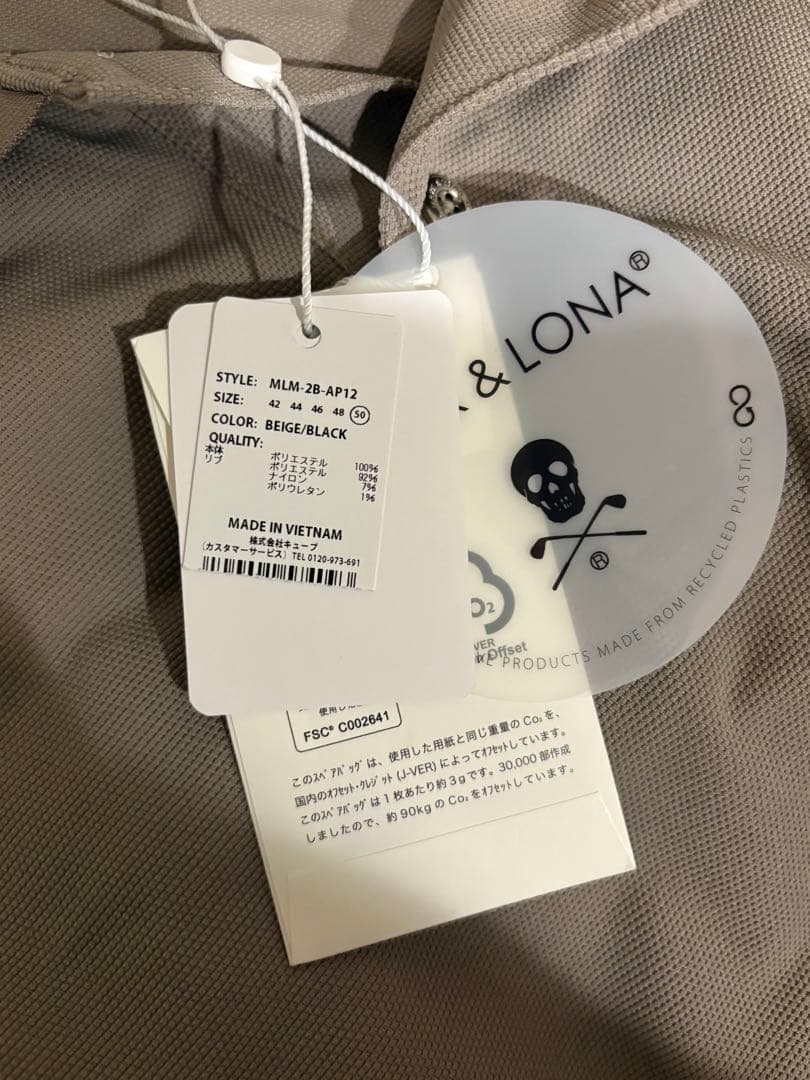 STYLE: MLM-2B-AP12
SIZE: 42 44 46 48 50
COLOR: BEIGE/BLACK
QUALITY:
本体 ポリエステル 100%
リブ ポリエステル 92%
ナイロン 7%
ポリウレタン 1%
MADE IN VIETNAM
株式会社キューブ
(カスタマーサービス) TEL 0120-973-691
& LONA®
®
PRODUCTS MADE FROM RECYCLED PLASTICS
Offset
FSC® C002641
このスペアバッグは、使用した用紙と同じ重量のCo₂を、
国内のオフセット・クレジット(J-VER)によってオフセットしています。
このスペアバッグは1枚あたり約3gです。30,000部作成
しましたので、約90kgのCo₂をオフセットしています。